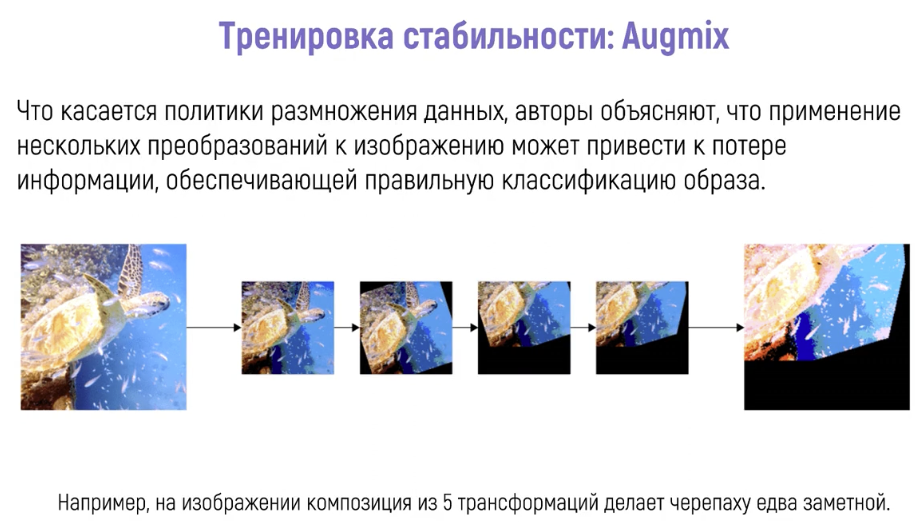 Тренировка стабильности: Augmix
Что касается политики размножения данных, авторы объясняют, что применение
нескольких преобразований к изображению может привести к потере
информации, обеспечивающей правильную классификацию образа.
Например, на изображении композиция из 5 трансформаций делает черепаху едва заметной.